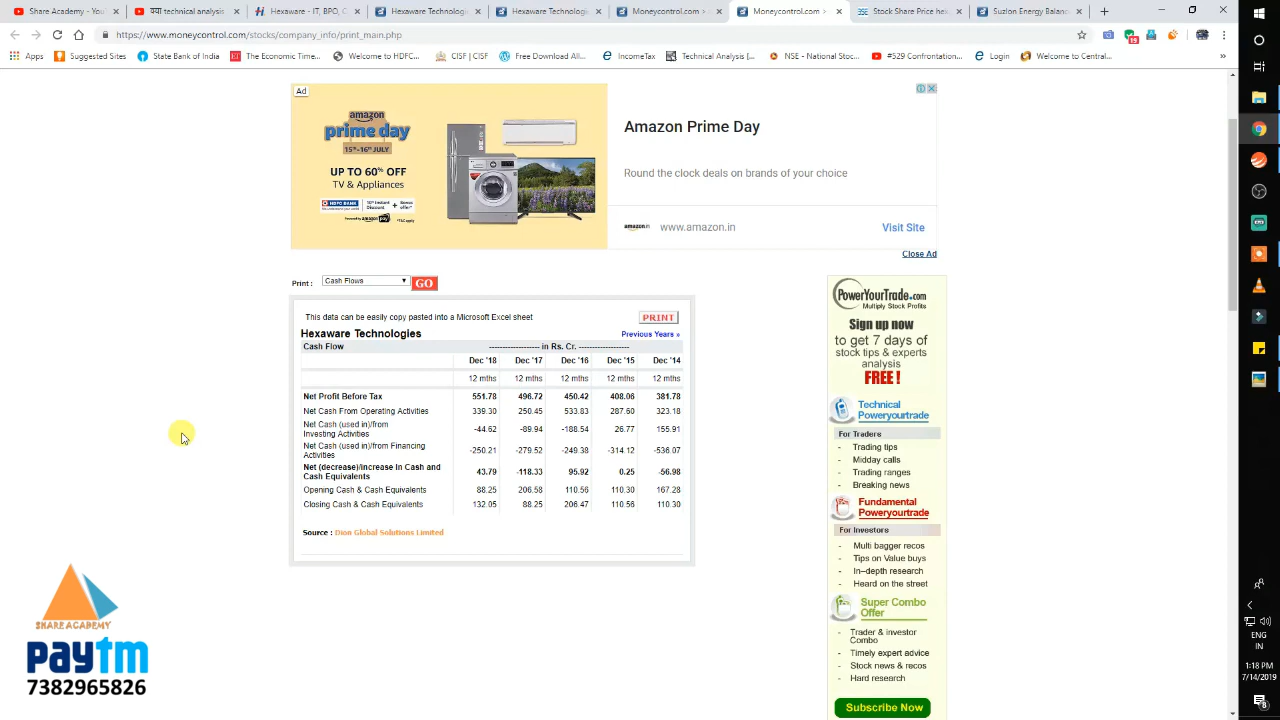 Share Academy - You
technical analysis
Hexaware - IT, BPO, C
Hexaware Technologie
Hexaware Technologie
Moneycontrol.com
Moneycontrol.com
Suzlon Energy Balanc
https://www.moneycontrol.com/stocks/company_info/print_main.php
Apps
Suggested Sites
State Bank of India
The Economic Time...
Welcome to HDFC...
CISF | CISF
Free Download All...
IncomeTax
Technical Analysis |...
NSE - National Stoc...
#529 Confrontation...
Login
Welcome to Central...
»
Ad
amazon
prime day
15th-16th JULY
UP TO 60% OFF
TV & Appliances
HDFC BANK
Amazon Prime Day
Round the clock deals on brands of your choice
amazon.in
www.amazon.in
Visit Site
Close Ad
Print :
Cash Flows
GO
This data can be easily copy pasted into a Microsoft Excel sheet
PRINT
Hexaware Technologies
Previous Years »
Cash Flow
------------------- in Rs. Cr. -------------------
Dec '18 Dec '17 Dec '16 Dec '15 Dec '14
12 mths 12 mths 12 mths 12 mths 12 mths
Net Profit Before Tax 551.78 496.72 450.42 408.06 381.78
Net Cash From Operating Activities 339.30 250.45 533.83 287.60 323.18
Net Cash (used in)/from
Investing Activities -44.62 -89.94 -188.54 26.77 155.91
Net Cash (used in)/from Financing
Activities -250.21 -279.52 -249.38 -314.12 -536.07
Net (decrease)/increase In Cash and
Cash Equivalents 43.79 -118.33 95.92 0.25 -56.98
Opening Cash & Cash Equivalents 88.25 206.58 110.56 110.30 167.28
Closing Cash & Cash Equivalents 132.05 88.25 206.47 110.56 110.30
Source : Dion Global Solutions Limited
PowerYourTrade.com
Multiply Stock Profits
Sign up now
to get 7 days of
stock tips & experts
analysis
FREE !
Technical
Poweryourtrade
For Traders
- Trading tips
- Midday calls
- Trading ranges
- Breaking news
Fundamental
Poweryourtrade
For Investors
- Multi bagger recos
- Tips on Value buys
- In-depth research
- Heard on the street
Super Combo
Offer
- Trader & investor
Combo
- Timely expert advice
- Stock news & recos
- Hard research
Subscribe Now
SHARE ACADEMY
paytm
7382965826
ENG
IN
1:18 PM
7/14/2019